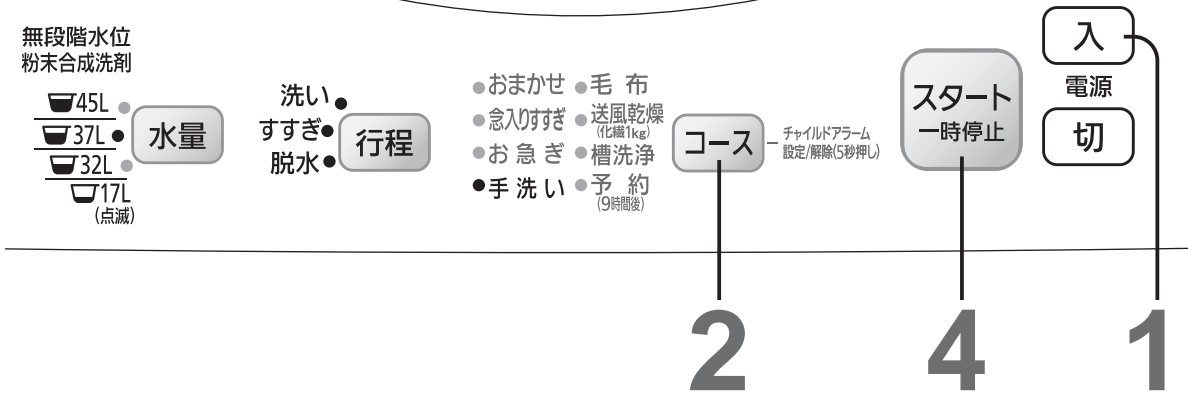 無段階水位
粉末合成洗剤
45L
37L
32L
17L
(点滅)
水量
洗い
すすぎ
脱水
行程
おまかせ
念入りすすぎ
お急ぎ
手洗い
毛布
送風乾燥
(化繊1kg)
槽洗浄
予約
(9時間後)
コース
チャイルドアラーム
設定/解除(5秒押し)
スタート
一時停止
入
電源
切
2
4
1